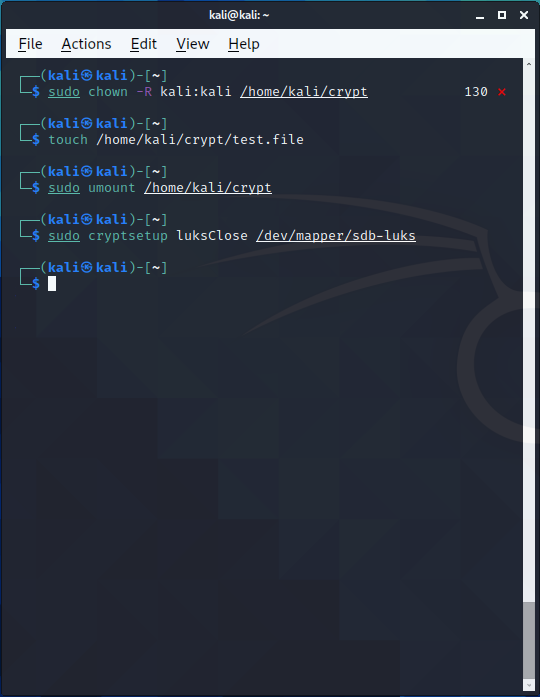 kali@kali: ~
File Actions Edit View Help
┌──(kali㉿kali)-[~]
└─$ sudo chown -R kali:kali /home/kali/crypt 130 ⨯
┌──(kali㉿kali)-[~]
└─$ touch /home/kali/crypt/test.file
┌──(kali㉿kali)-[~]
└─$ sudo umount /home/kali/crypt
┌──(kali㉿kali)-[~]
└─$ sudo cryptsetup luksClose /dev/mapper/sdb-luks
┌──(kali㉿kali)-[~]
└─$